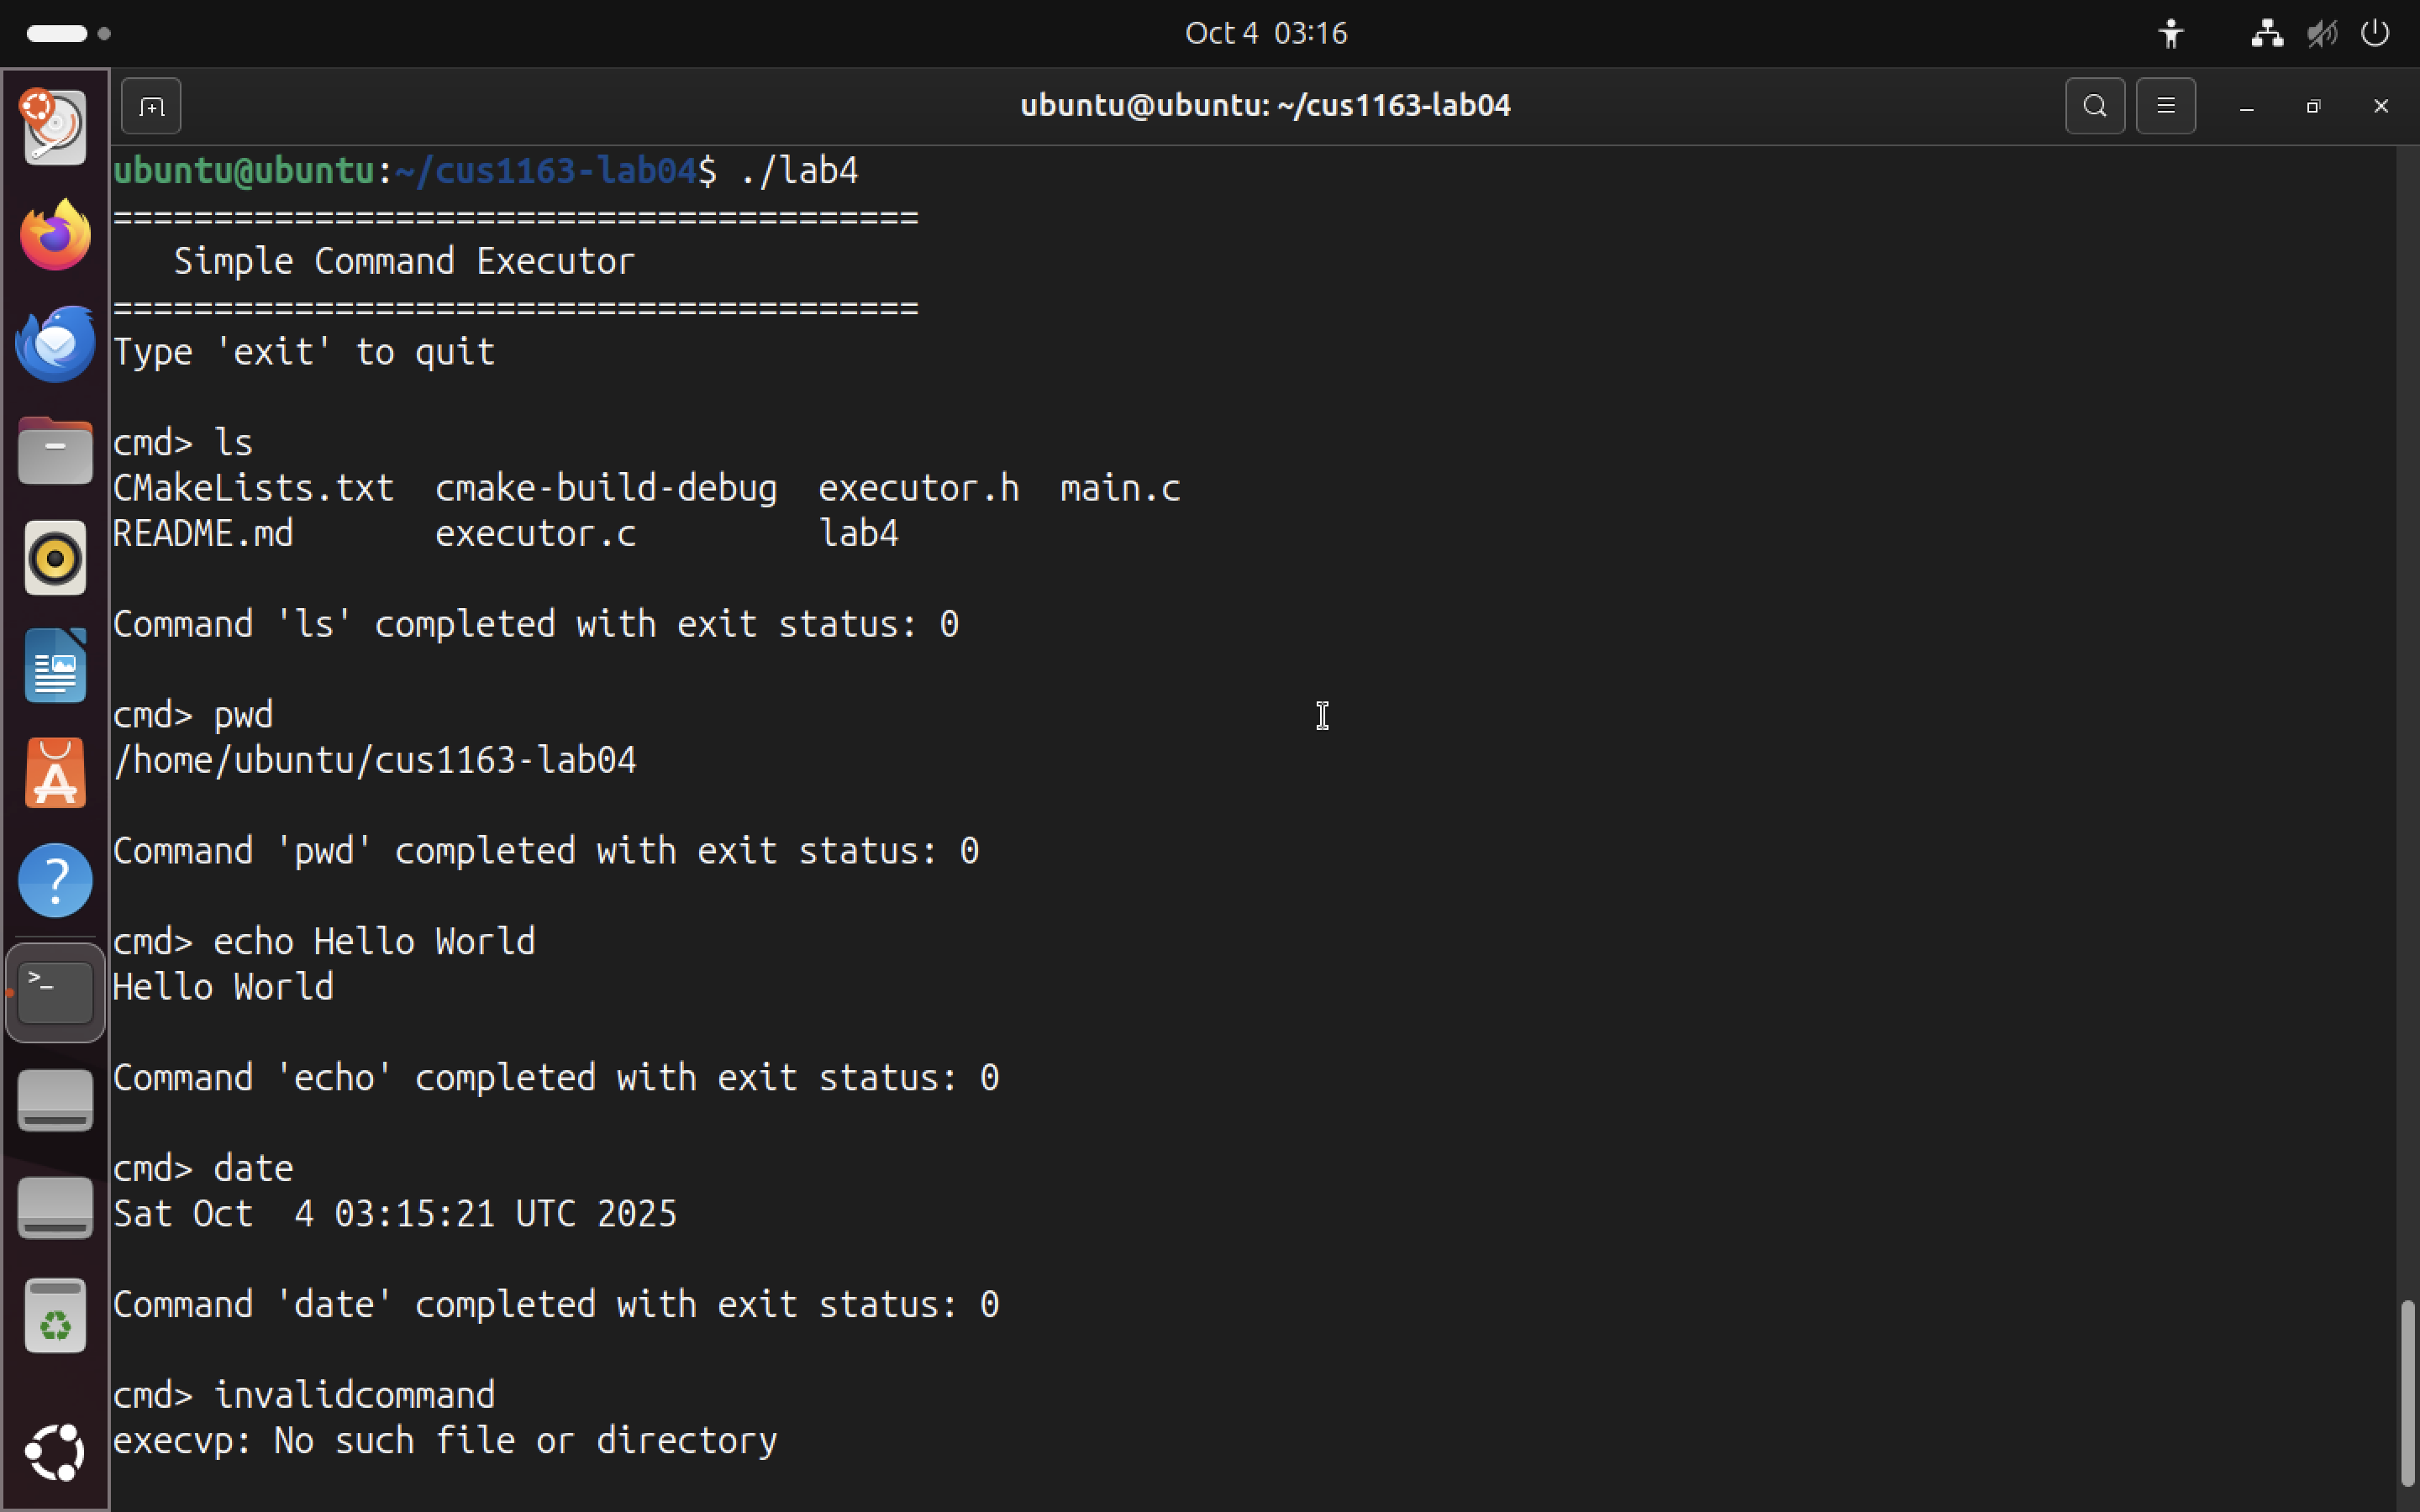 Oct 4 03:16
ubuntu@ubuntu: ~/cus1163-lab04
ubuntu@ubuntu:~/cus1163-lab04$ ./lab4
========================================
   Simple Command Executor
========================================
Type 'exit' to quit
cmd> ls
CMakeLists.txt  cmake-build-debug  executor.h  main.c
README.md       executor.c         lab4
Command 'ls' completed with exit status: 0
cmd> pwd
/home/ubuntu/cus1163-lab04
Command 'pwd' completed with exit status: 0
cmd> echo Hello World
Hello World
Command 'echo' completed with exit status: 0
cmd> date
Sat Oct  4 03:15:21 UTC 2025
Command 'date' completed with exit status: 0
cmd> invalidcommand
execvp: No such file or directory